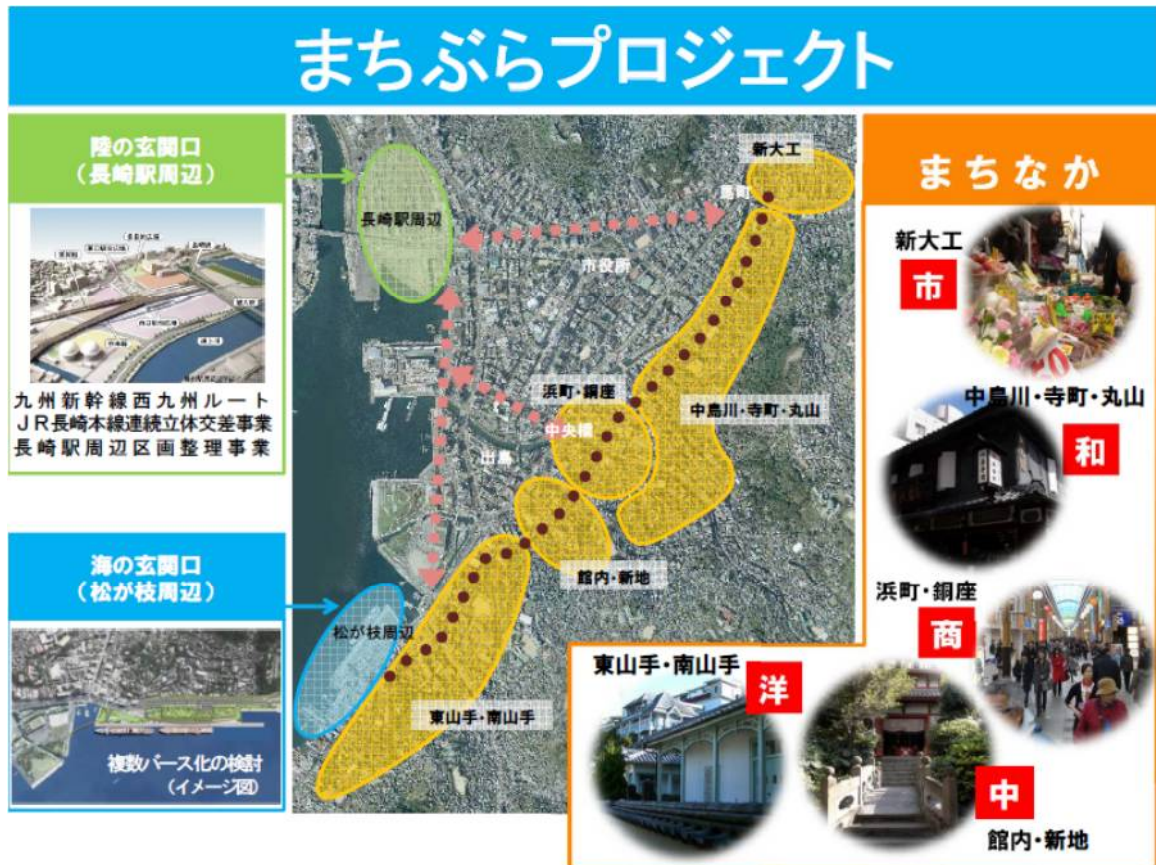 まちぶらプロジェクト
陸の玄関口
（長崎駅周辺）
九州新幹線西九州ルート
JR長崎本線連続立体交差事業
長崎駅周辺区画整理事業
海の玄関口
（松が枝周辺）
複数バース化の検討
（イメージ図）
新大工
長崎駅周辺
市役所
浜町・銅座
中央橋
中島川・寺町・丸山
出島
館内・新地
松が枝周辺
東山手・南山手
まちなか
新大工
市
中島川・寺町・丸山
和
浜町・銅座
商
東山手・南山手
洋
中
館内・新地